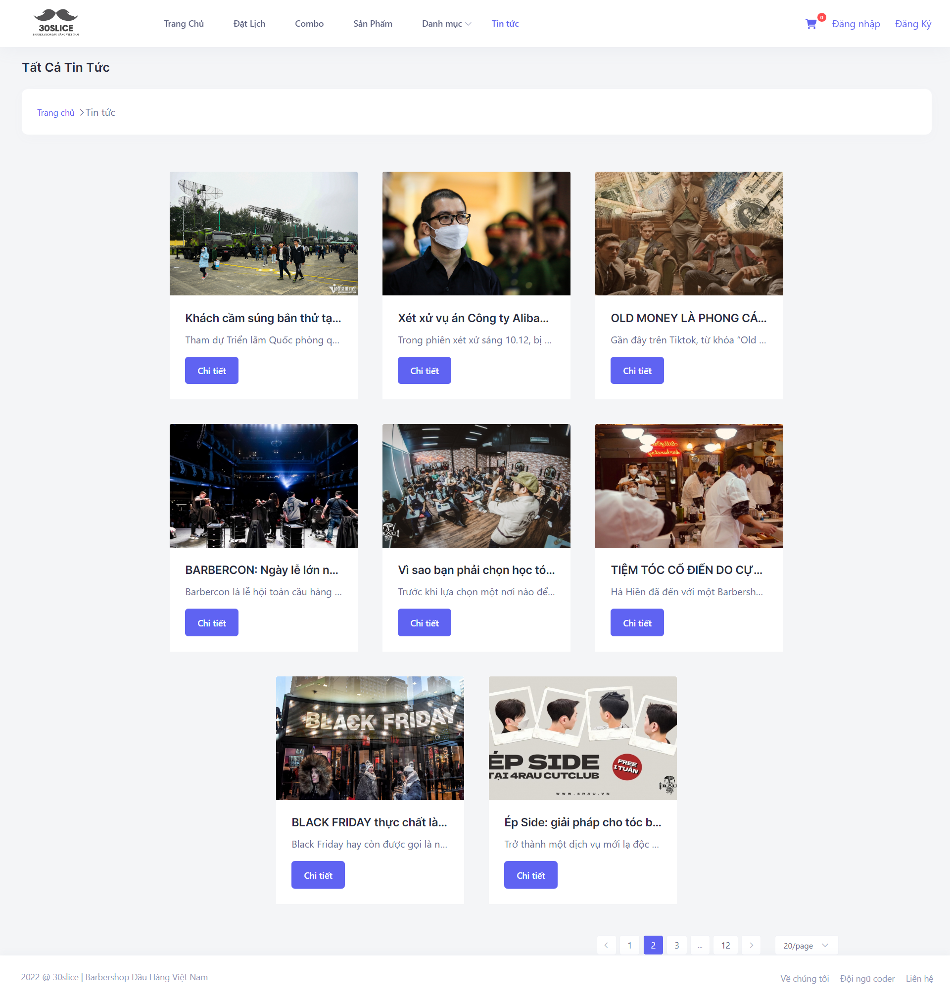 30SLICE
BARBER SHOP ĐẦU HÀNG VIỆT NAM
Trang Chủ
Đặt Lịch
Combo
Sản Phẩm
Danh mục
Tin tức
0
Đăng nhập
Đăng Ký
Tất Cả Tin Tức
Trang chủ > Tin tức
Vietnamnet
Khách cầm súng bắn thử tạ...
Tham dự Triển lãm Quốc phòng q...
Chi tiết
Xét xử vụ án Công ty Aliba...
Trong phiên xét xử sáng 10.12, bị ...
Chi tiết
OLD MONEY LÀ PHONG CÁ...
Gần đây trên Tiktok, từ khóa “Old ...
Chi tiết
barbershop
BARBERCON: Ngày lễ lớn n...
Barbercon là lễ hội toàn cầu hàng ...
Chi tiết
Vì sao bạn phải chọn học tó...
Trước khi lựa chọn một nơi nào để...
Chi tiết
TIỆM TÓC CỔ ĐIỂN DO CỰ...
Hà Hiền đã đến với một Barbersh...
Chi tiết
BLACK FRIDAY
BLACK FRIDAY thực chất là...
Black Friday hay còn được gọi là n...
Chi tiết
ÉP SIDE
TẠI 4RAU CUTCLUB
FREE
1 TUẦN
WWW.4RAU.VN
Ép Side: giải pháp cho tóc b...
Trở thành một dịch vụ mới lạ độc ...
Chi tiết
1
2
3
...
12
20/page
2022 @ 30slice | Barbershop Đầu Hàng Việt Nam
Về chúng tôi
Đội ngũ coder
Liên hệ